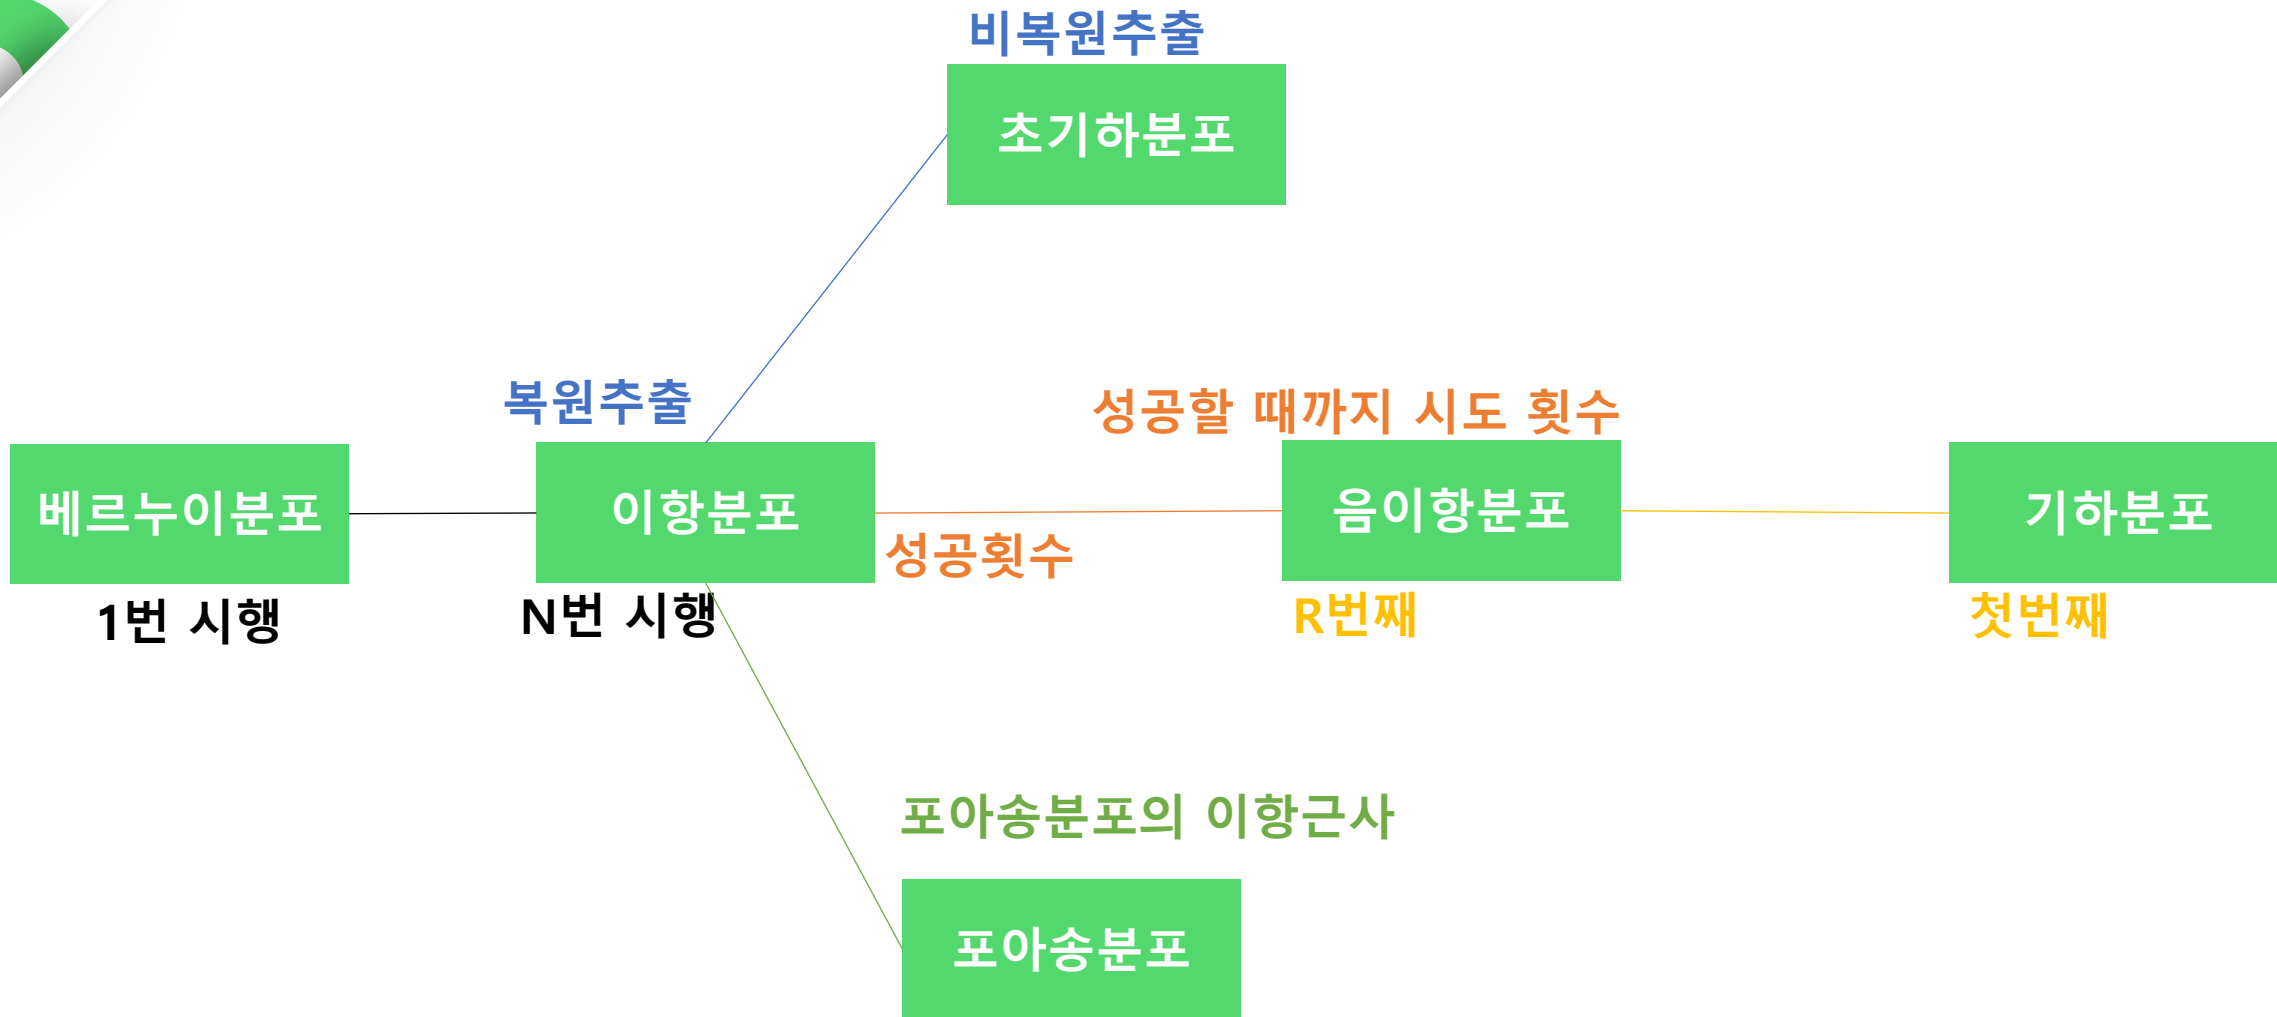 비복원추출
초기하분포
복원추출
성공할 때까지 시도 횟수
베르누이분포
이항분포
음이항분포
기하분포
성공횟수
1번 시행
N번 시행
R번째
첫번째
포아송분포의 이항근사
포아송분포